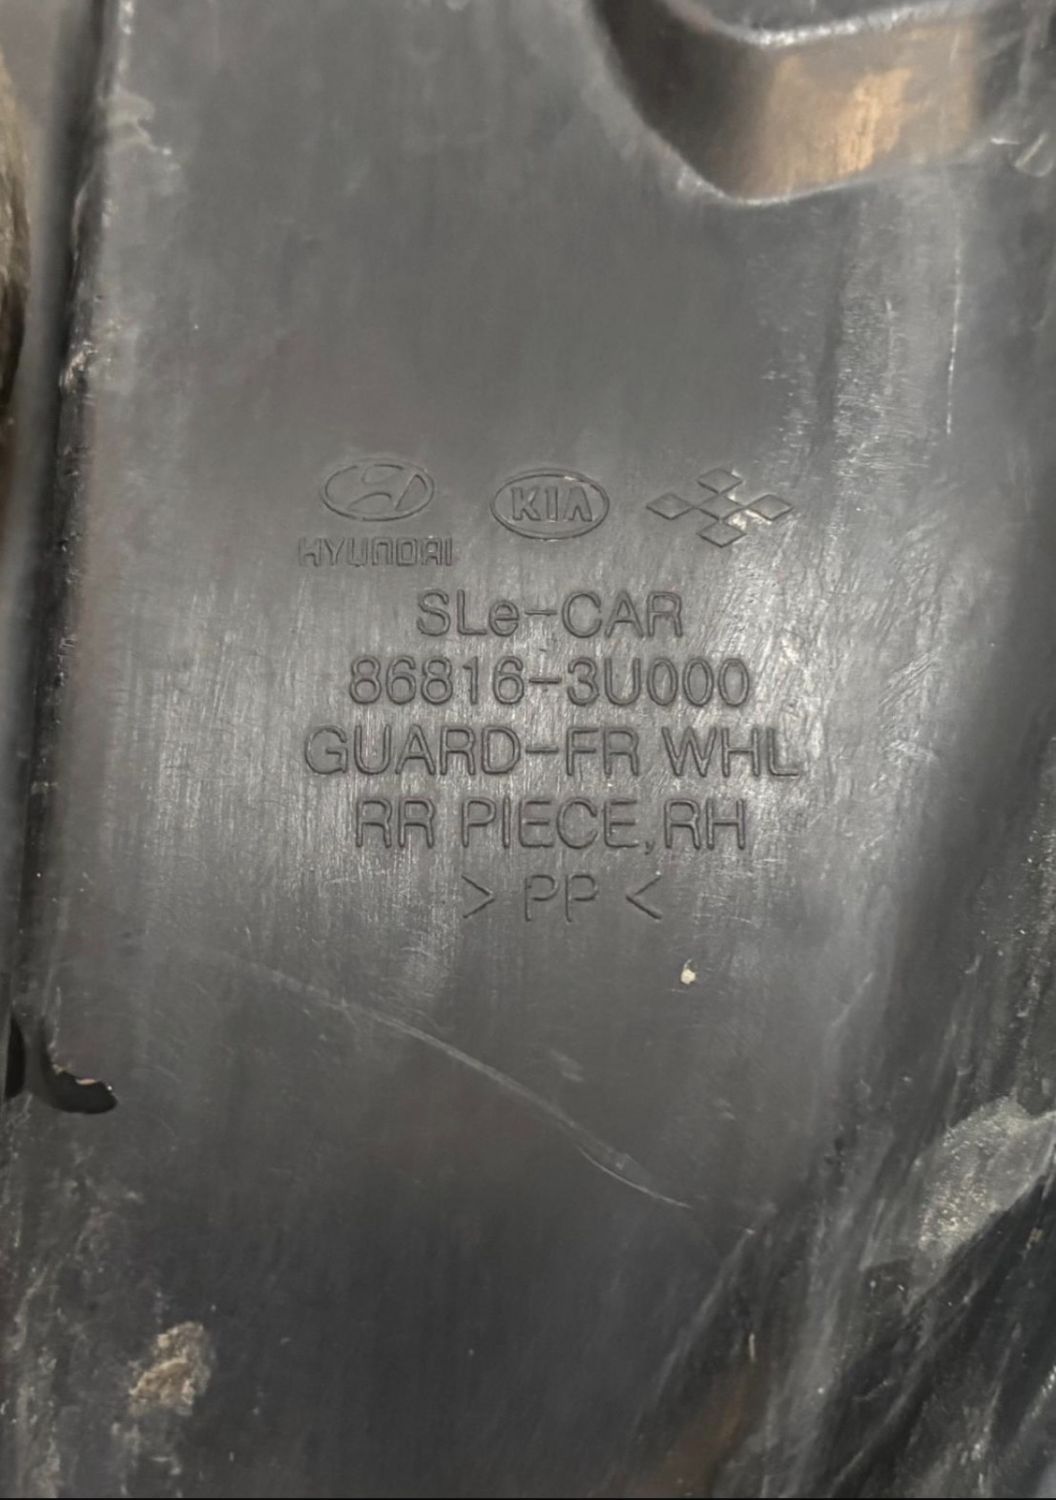 HYUNDAI KIA
SLe-CAR
86816-3U000
GUARD-FR WHL
RR PIECE,RH
> PP <